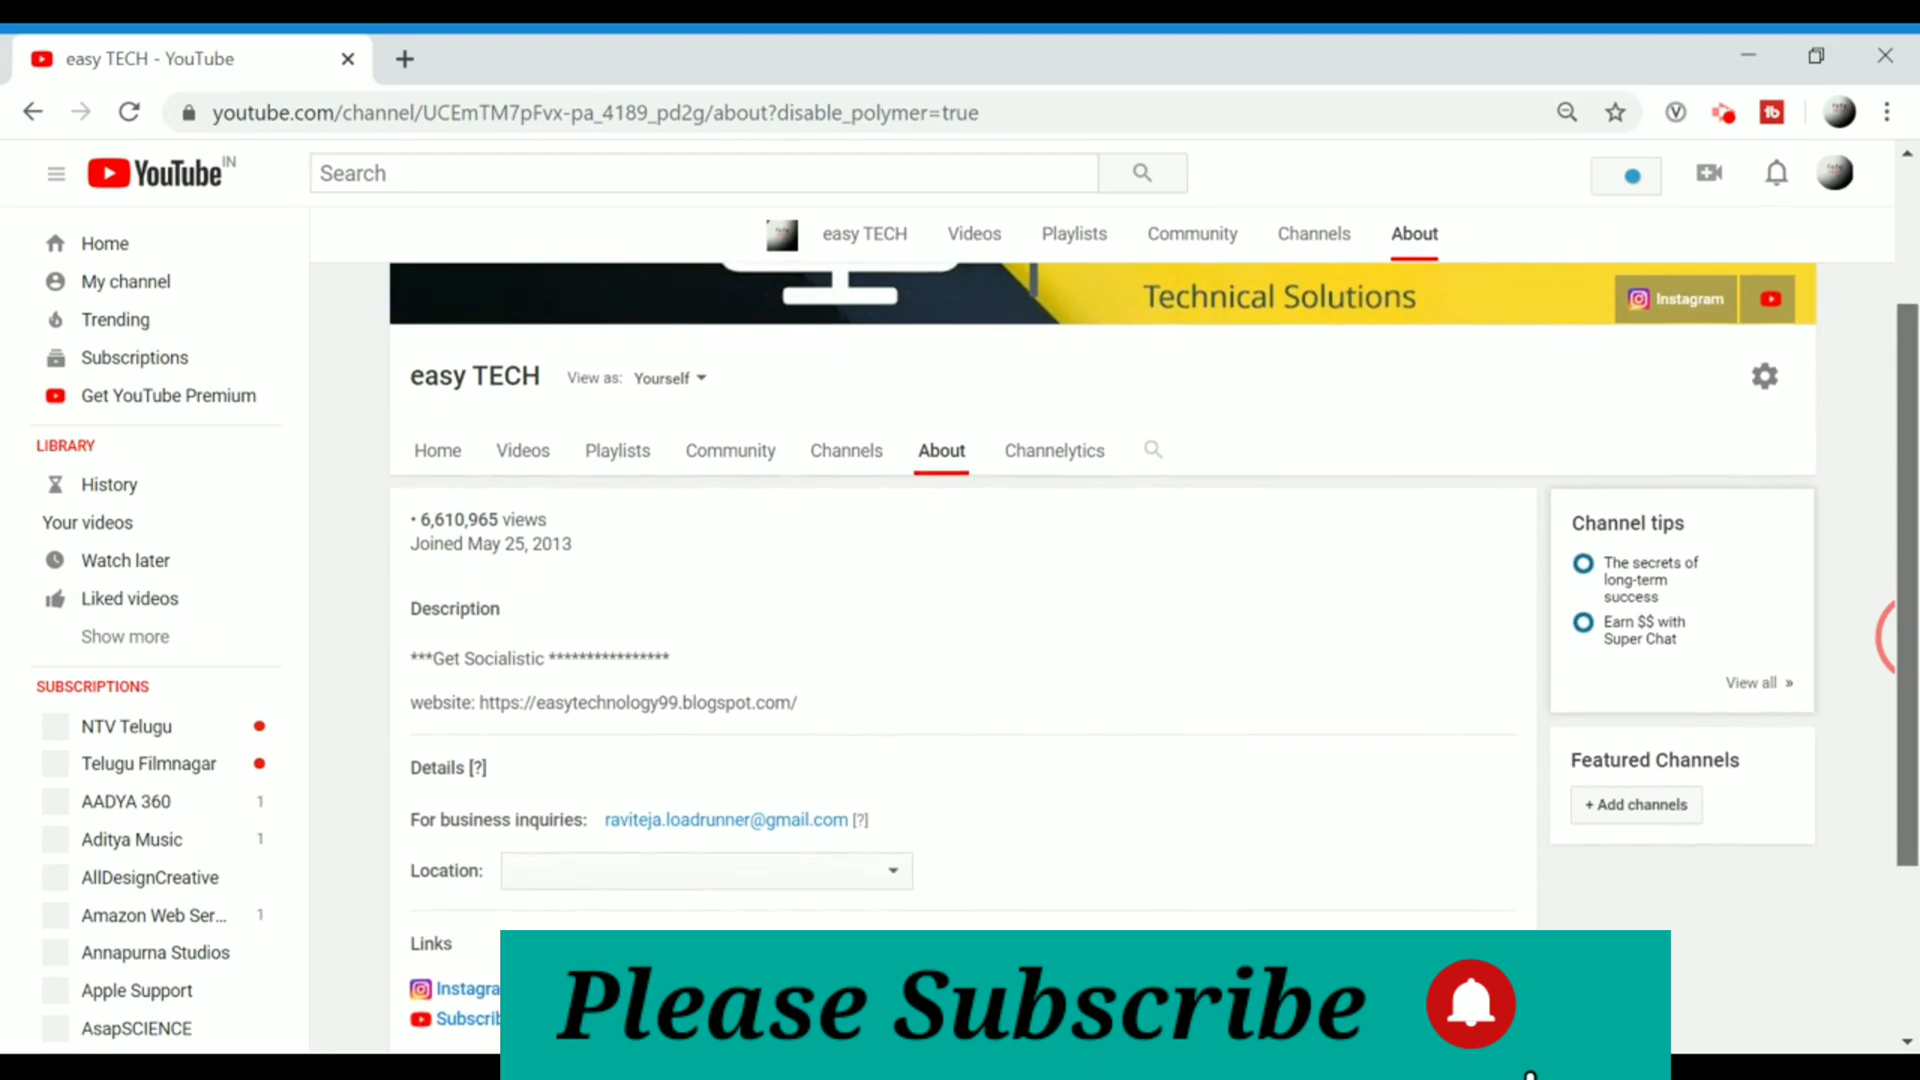 easy TECH - YouTube
youtube.com/channel/UCEmTM7pFvx-pa_4189_pd2g/about?disable_polymer=true
YouTube IN
Search
easy TECH Videos Playlists Community Channels About
Home
My channel
Trending
Subscriptions
Get YouTube Premium
LIBRARY
History
Your videos
Watch later
Liked videos
Show more
SUBSCRIPTIONS
NTV Telugu
Telugu Filmnagar
AADYA 360 1
Aditya Music 1
AllDesignCreative
Amazon Web Ser... 1
Annapurna Studios
Apple Support
AsapSCIENCE
Technical Solutions
Instagram
easy TECH View as: Yourself
Home Videos Playlists Community Channels About Channelytics
• 6,610,965 views
Joined May 25, 2013
Description
***Get Socialistic ****************
website: https://easytechnology99.blogspot.com/
Details [?]
For business inquiries: raviteja.loadrunner@gmail.com [?]
Location:
Links
Instagra
Subscrib
Channel tips
The secrets of
long-term
success
Earn $$ with
Super Chat
View all »
Featured Channels
+ Add channels
Please Subscribe